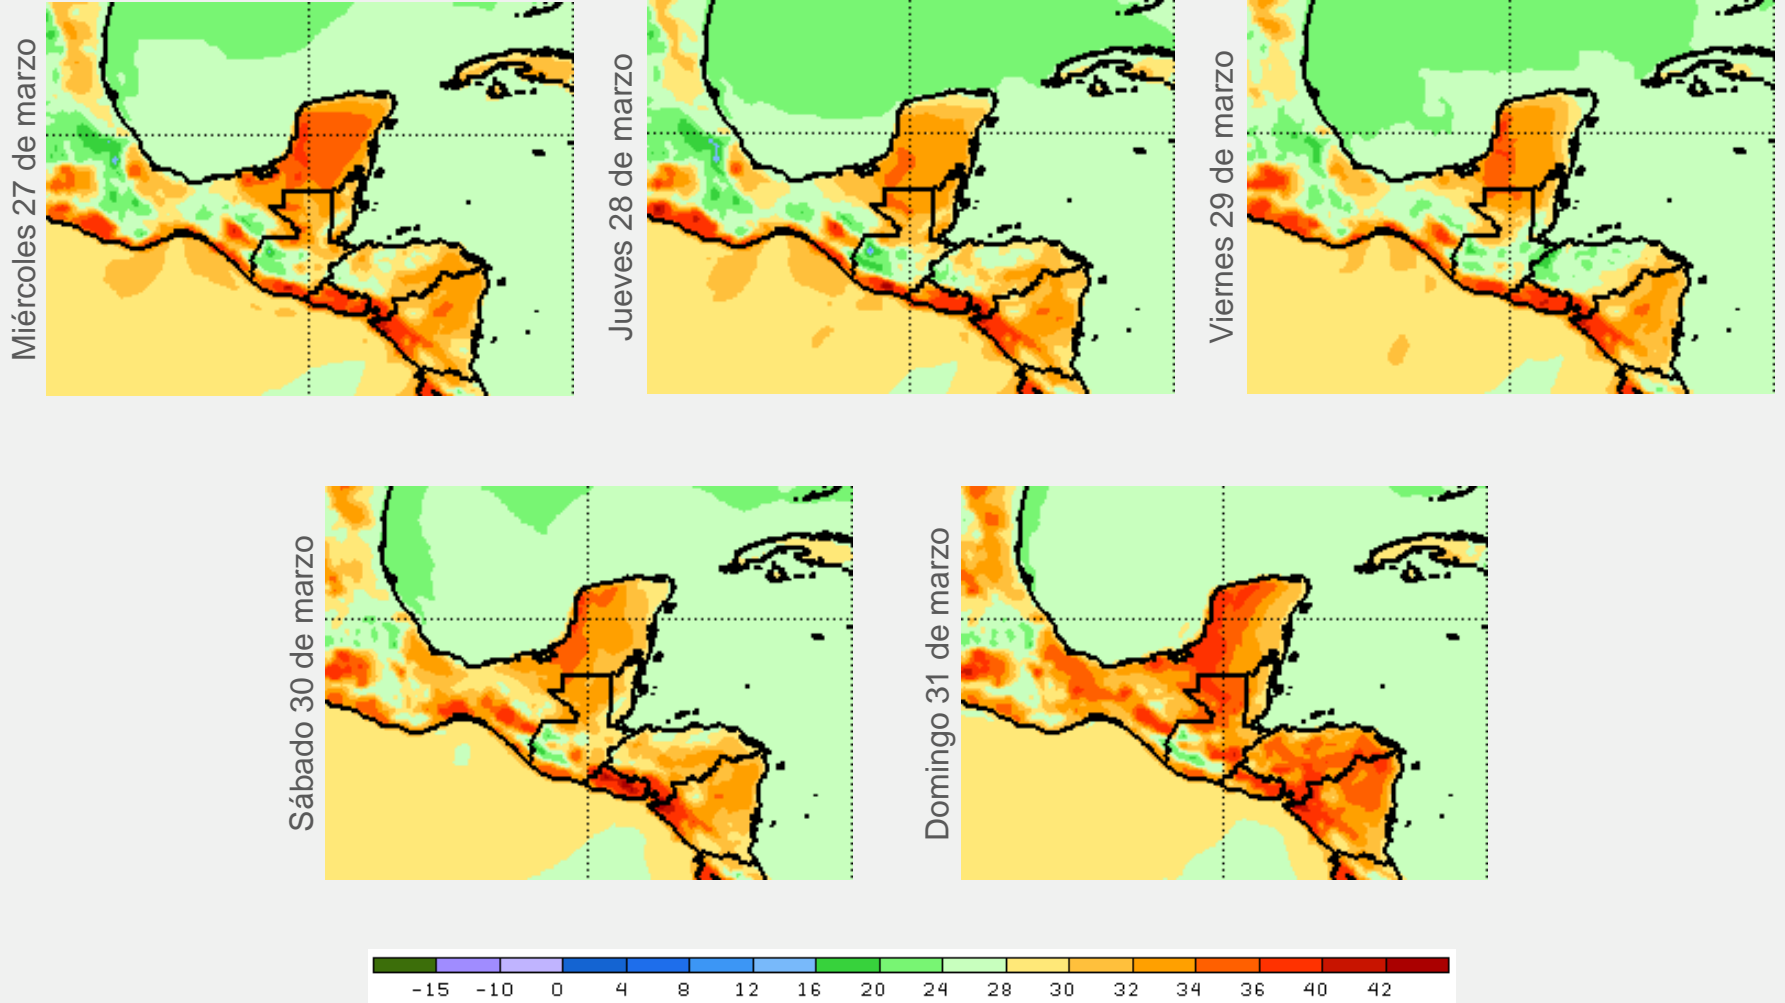 Miércoles 27 de marzo
Jueves 28 de marzo
Viernes 29 de marzo
Sábado 30 de marzo
Domingo 31 de marzo
-15 -10 0 4 8 12 16 20 24 28 30 32 34 36 40 42